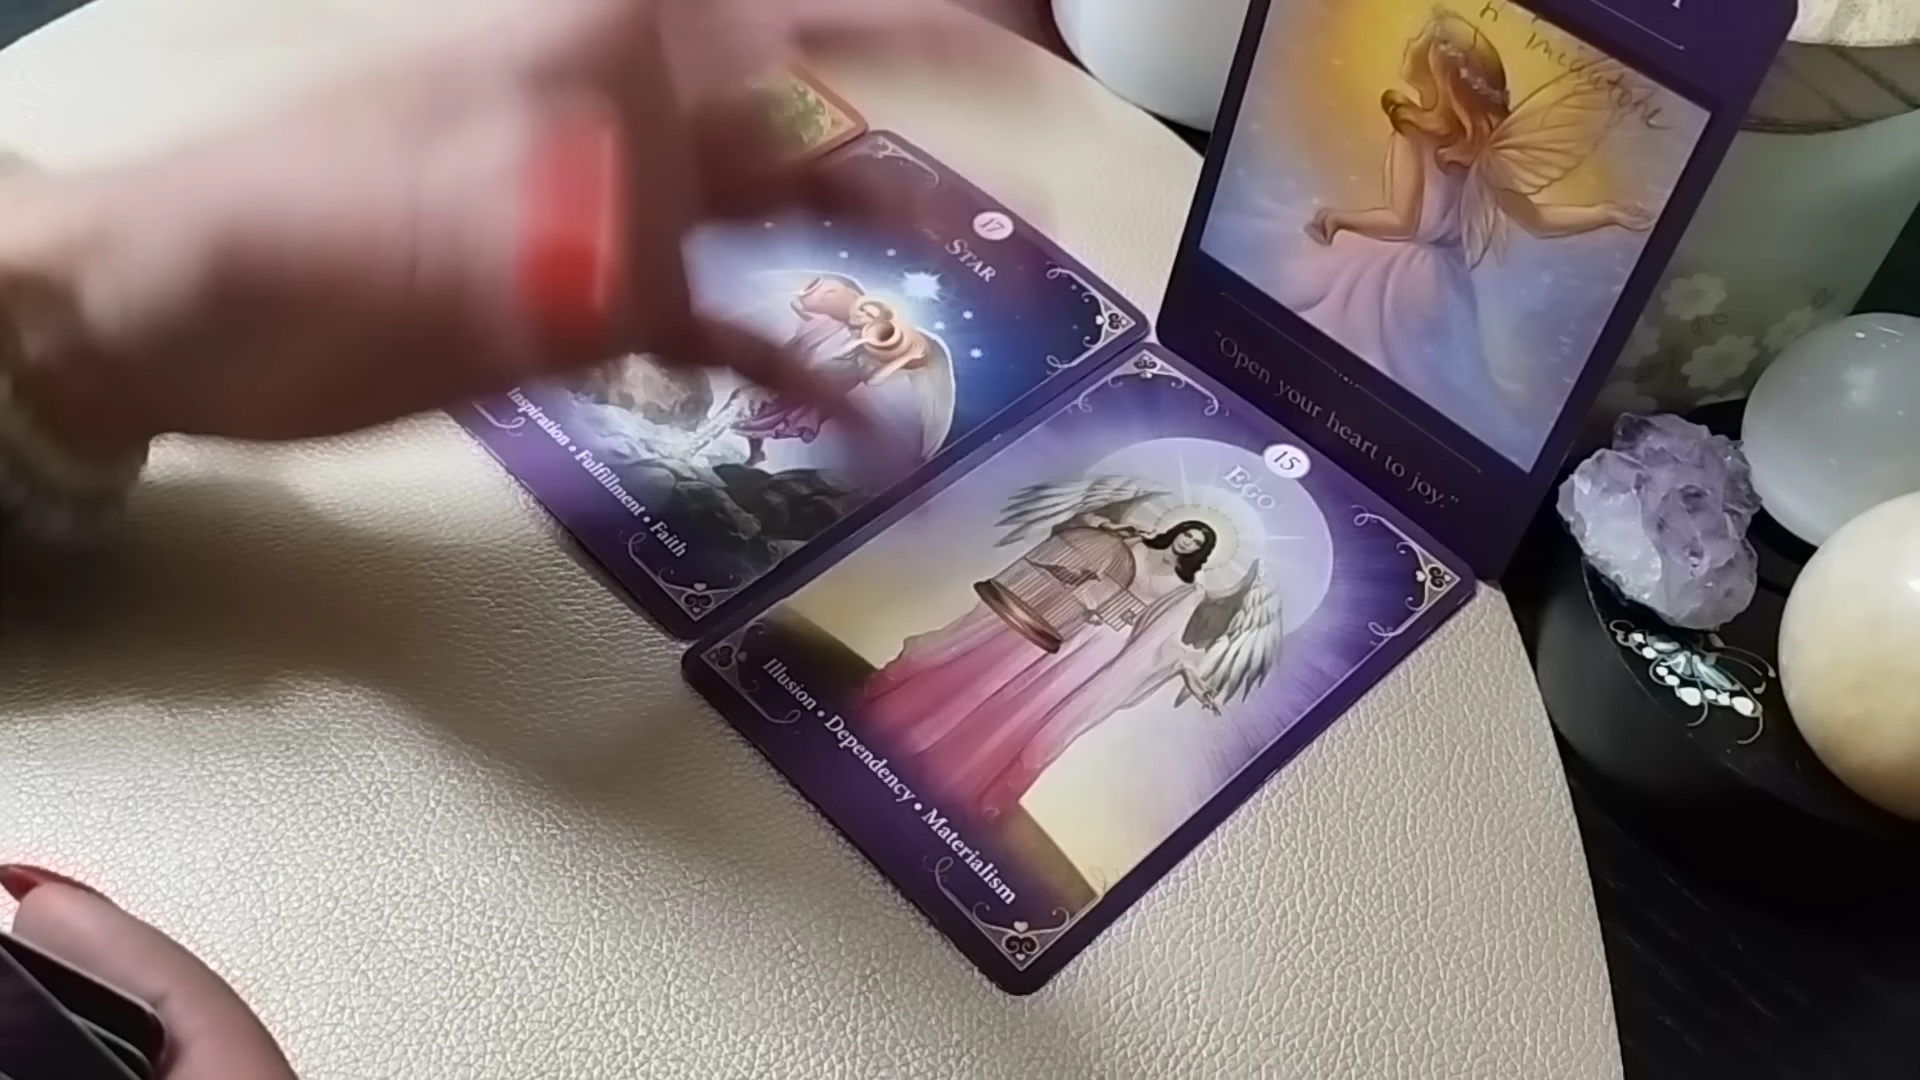 17
Star
Inspiration • Fulfillment • Faith
"Open your heart to joy."
15
Ego
Illusion • Dependency • Materialism